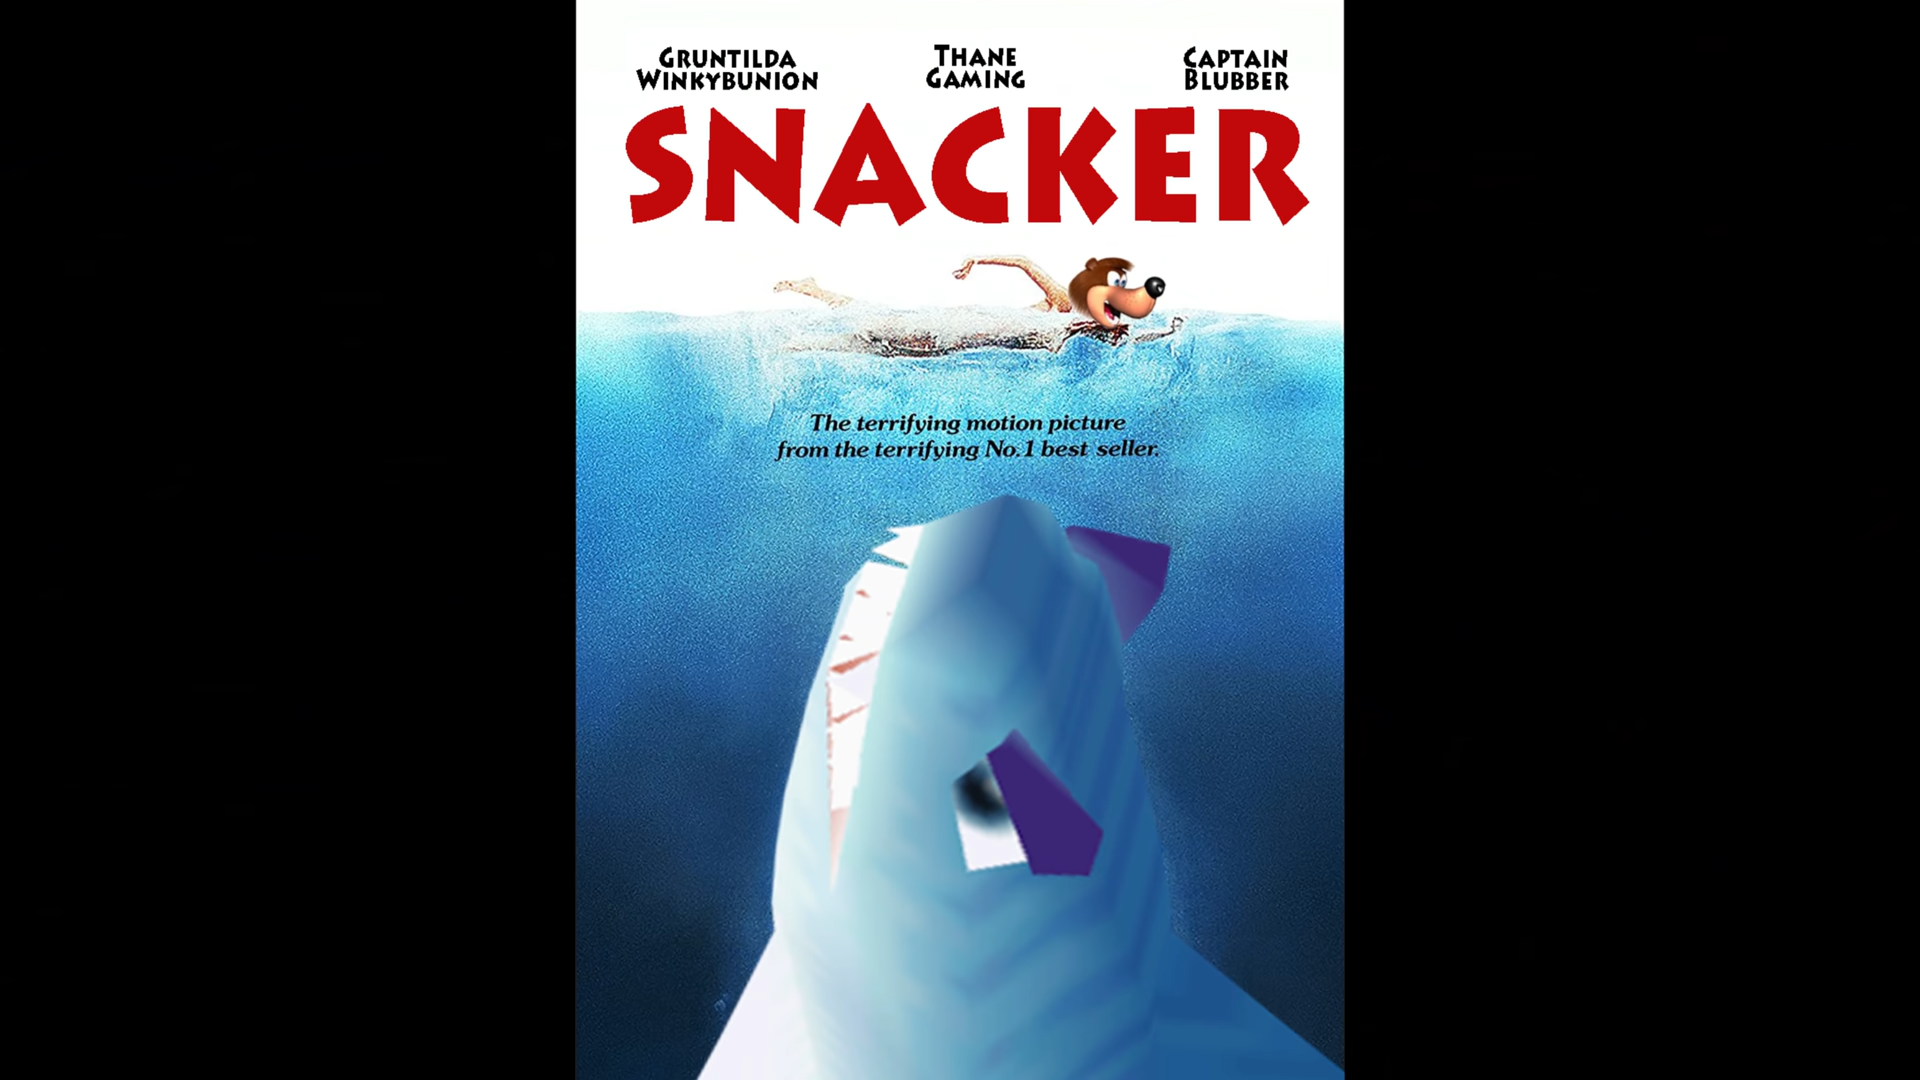 GRUNTILDA
WINKYBUNION
THANE
GAMING
CAPTAIN
BLUBBER
SNACKER
The terrifying motion picture
from the terrifying No.1 best seller.